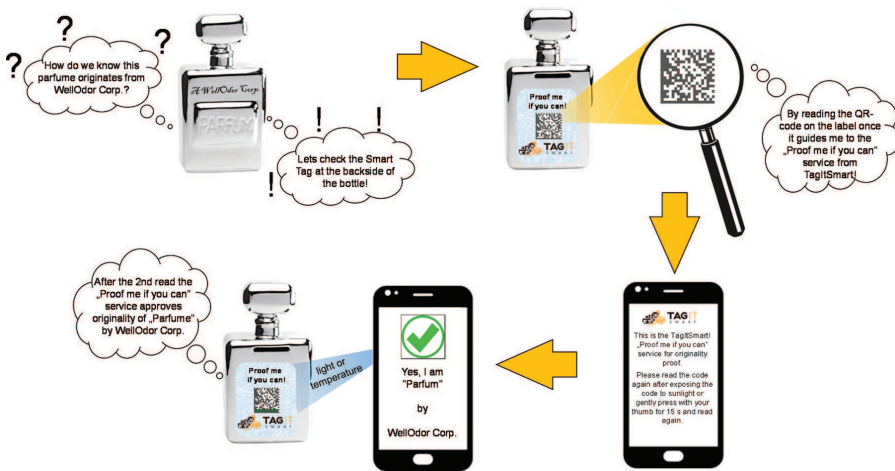 ?
?
?
How do we know this
parfume originates from
WellOdor Corp.?
A WellOdor Corp.
PARFUM
!
!
!
Lets check the Smart
Tag at the backside of
the bottle!
Proof me
if you can!
TAGIT
SMART
By reading the QR-
code on the label once
it guides me to the
„Proof me if you can"
service from
TagItSmart!
TAGIT
SMART
This is the TagItSmart!
„Proof me if you can"
service for originality
proof.
Please read the code
again after exposing the
code to sunlight or
gently press with your
thumb for 15 s and read
again.
Yes, I am
"Parfum"
by
WellOdor Corp.
light or
temperature
Proof me
if you can!
TAGIT
SMART
After the 2nd read the
„Proof me if you can"
service approves
originality of „Parfume"
by WellOdor Corp.